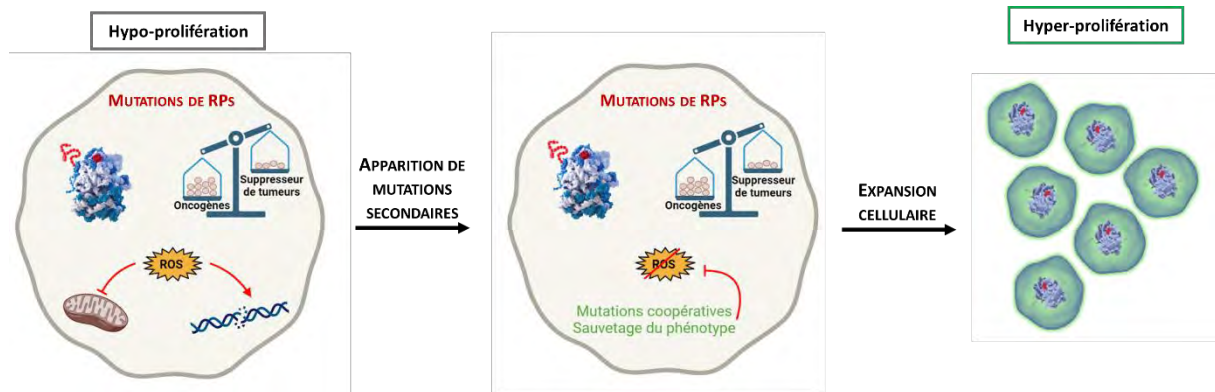 Hypo-prolifération
MUTATIONS DE RPS
Suppresseur
de tumeurs
Oncogènes
ROS
APPARITION DE
MUTATIONS
SECONDAIRES
MUTATIONS DE RPS
Suppresseur
de tumeurs
Oncogènes
ROS
Mutations coopératives
Sauvetage du phénotype
EXPANSION
CELLULAIRE
Hyper-prolifération